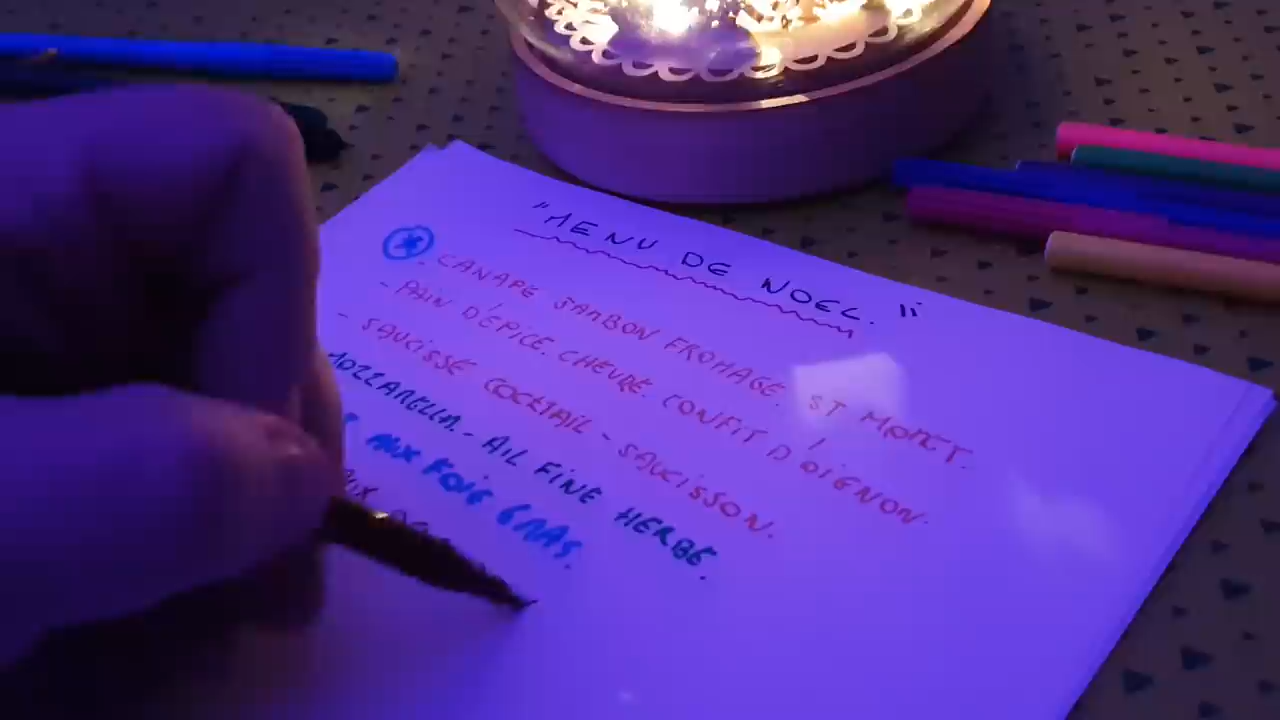 "MENU DE NOEL."
- CANAPE JAMBON FROMAGE. ST MORET.
- PAIN D'EPICE. CHEVRE. CONFIT D'OIGNON.
- SAUCISSE COCKTAIL - SAUCISSON.
MOZZARELLA. - AIL FINE HERBE.
AUX FOIE GRAS.
AUX